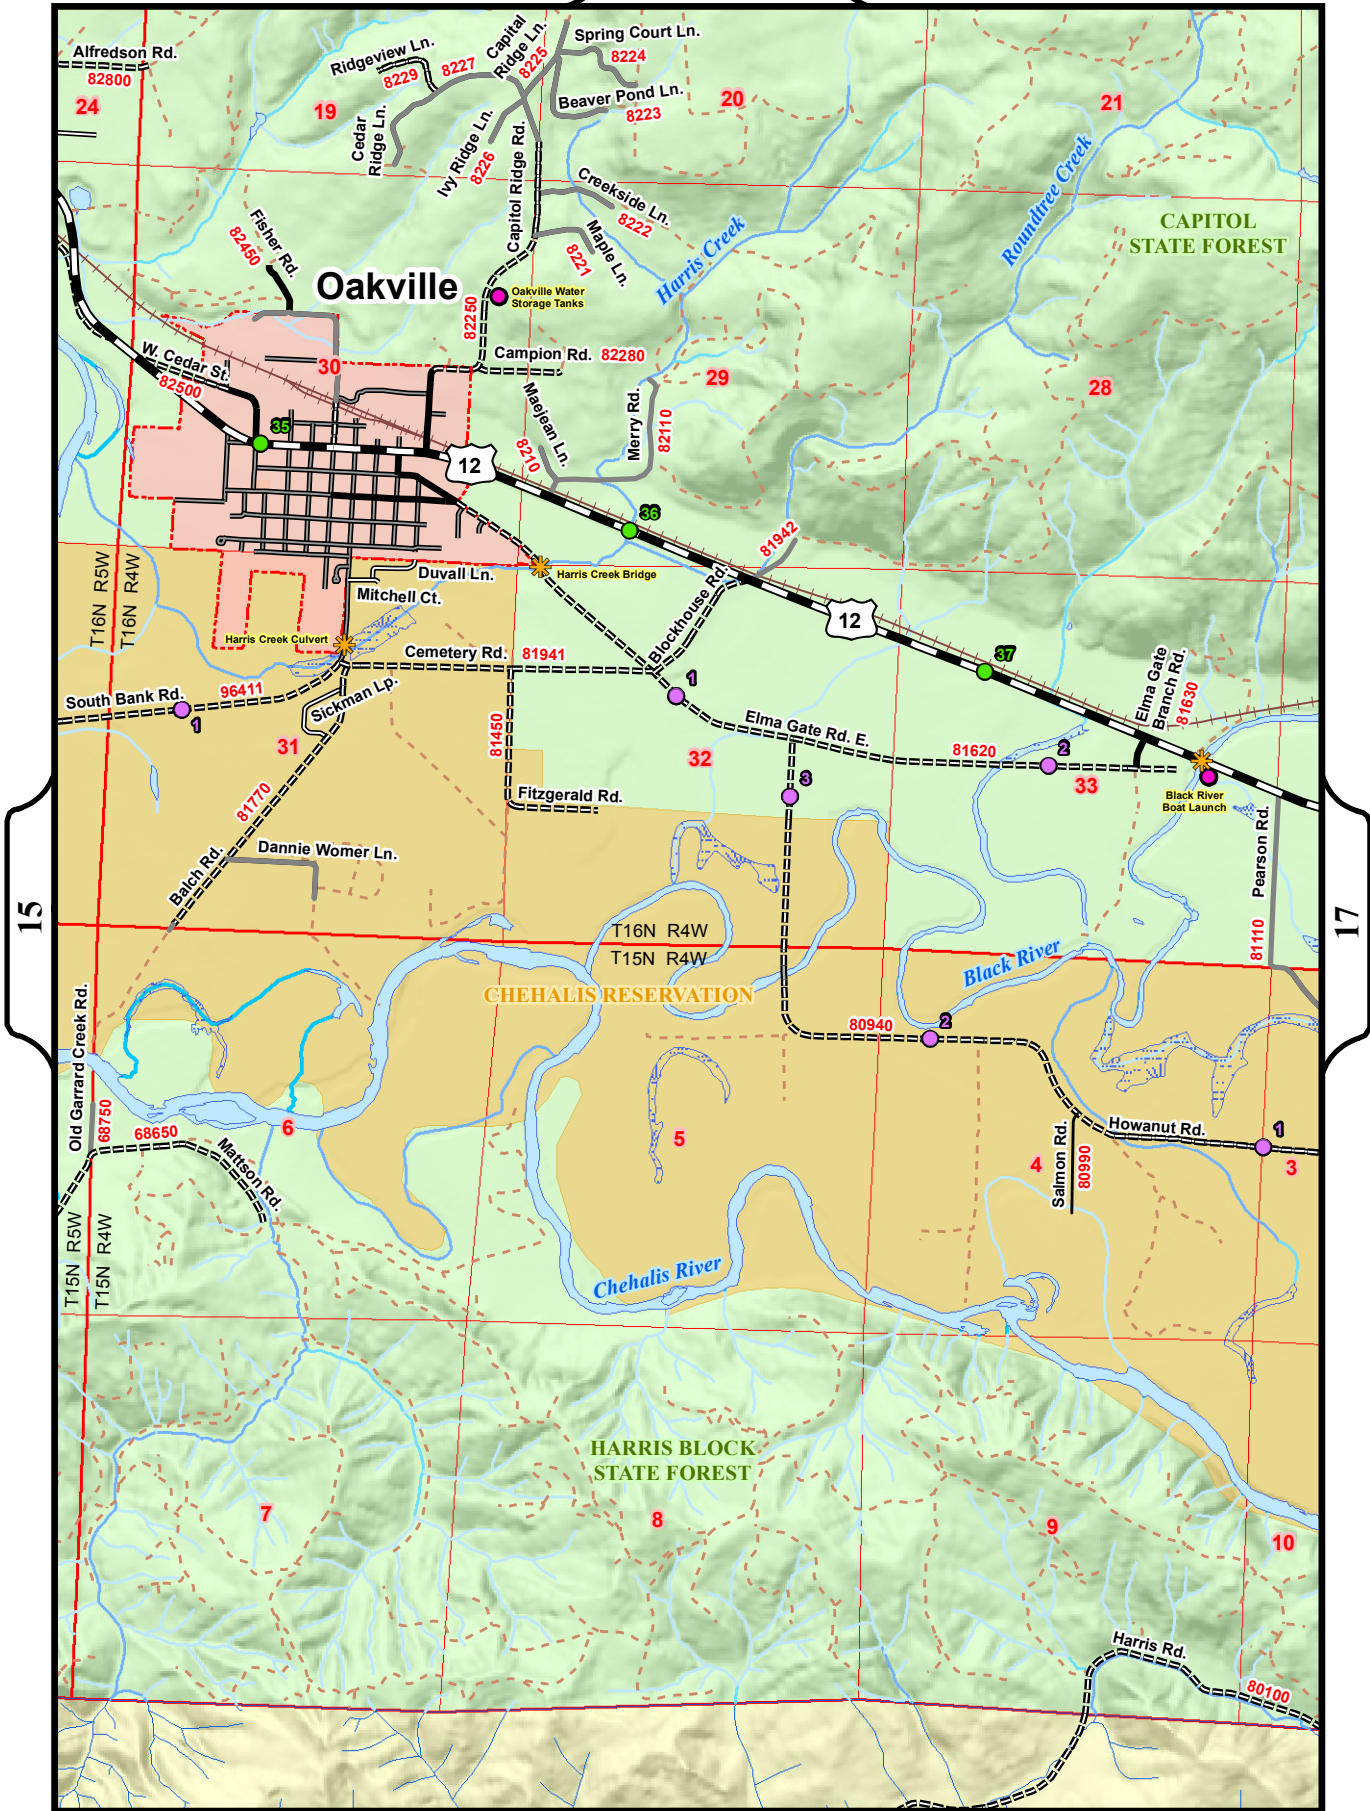 Alfredson Rd.
82800
24
19
Ridgeview Ln.
8229
8227
Capital
Ridge Ln.
8225
Spring Court Ln.
8224
Beaver Pond Ln.
8223
20
21
Cedar
Ridge Ln.
Ivy Ridge Ln.
8226
Capitol Ridge Rd.
Creekside Ln.
8222
Maple Ln.
8221
Harris Creek
Roundtree Creek
CAPITOL
STATE FOREST
Fisher Rd.
82450
Oakville
Oakville Water
Storage Tanks
82250
Campion Rd.
82280
W. Cedar St.
82500
30
29
28
Maejean Ln.
8210
Merry Rd.
82110
35
12
36
81942
T16N R5W
T16N R4W
Duvall Ln.
Mitchell Ct.
Harris Creek Bridge
Blockhouse Rd.
12
Harris Creek Culvert
Cemetery Rd.
81941
37
Elma Gate
Branch Rd.
81630
South Bank Rd.
96411
1
Sickman Lp.
31
1
Elma Gate Rd. E.
81620
2
81450
32
33
3
Black River
Boat Launch
81770
Fitzgerald Rd.
Balch Rd.
Dannie Womer Ln.
Pearson Rd.
81110
15
17
T16N R4W
T15N R4W
Black River
CHEHALIS RESERVATION
Old Garrard Creek Rd.
68750
80940
2
68650
Mattson Rd.
6
5
4
Salmon Rd.
80990
Howanut Rd.
1
3
T15N R5W
T15N R4W
Chehalis River
HARRIS BLOCK
STATE FOREST
7
8
9
10
Harris Rd.
80100